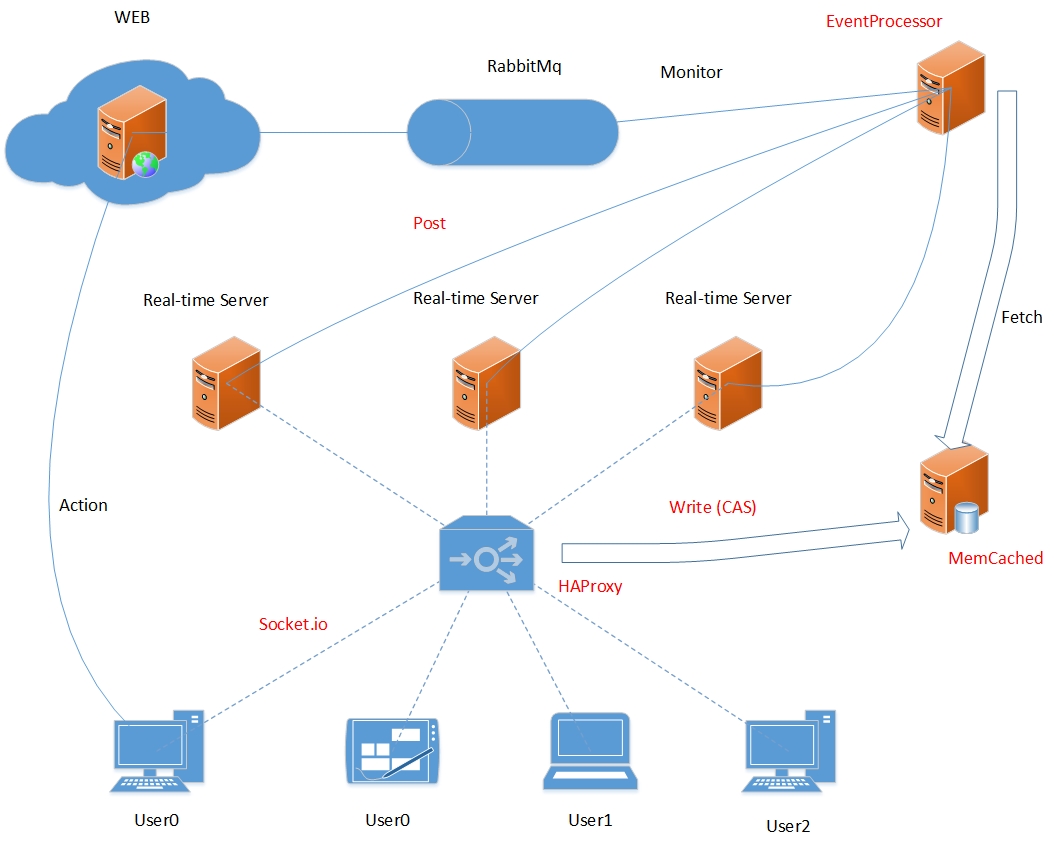 WEB
EventProcessor
RabbitMq
Monitor
Post
Real-time Server
Real-time Server
Real-time Server
Fetch
Action
Write (CAS)
MemCached
HAProxy
Socket.io
User0
User0
User1
User2